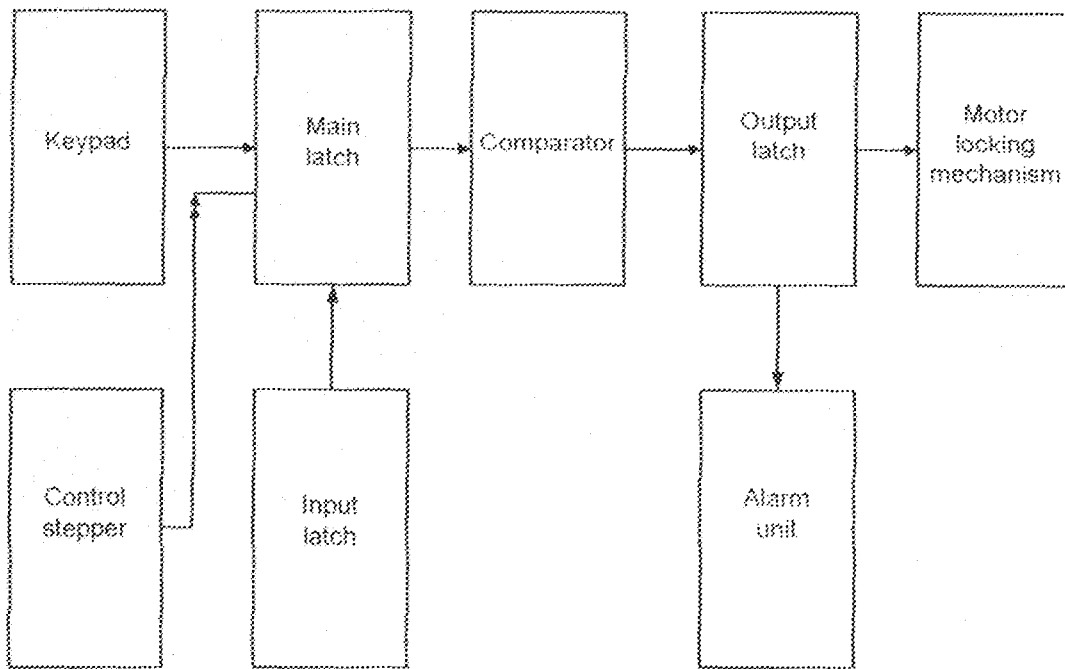 Keypad
Main
latch
Comparator
Output
latch
Motor
locking
mechanism
Control
stepper
Input
latch
Alarm
unit